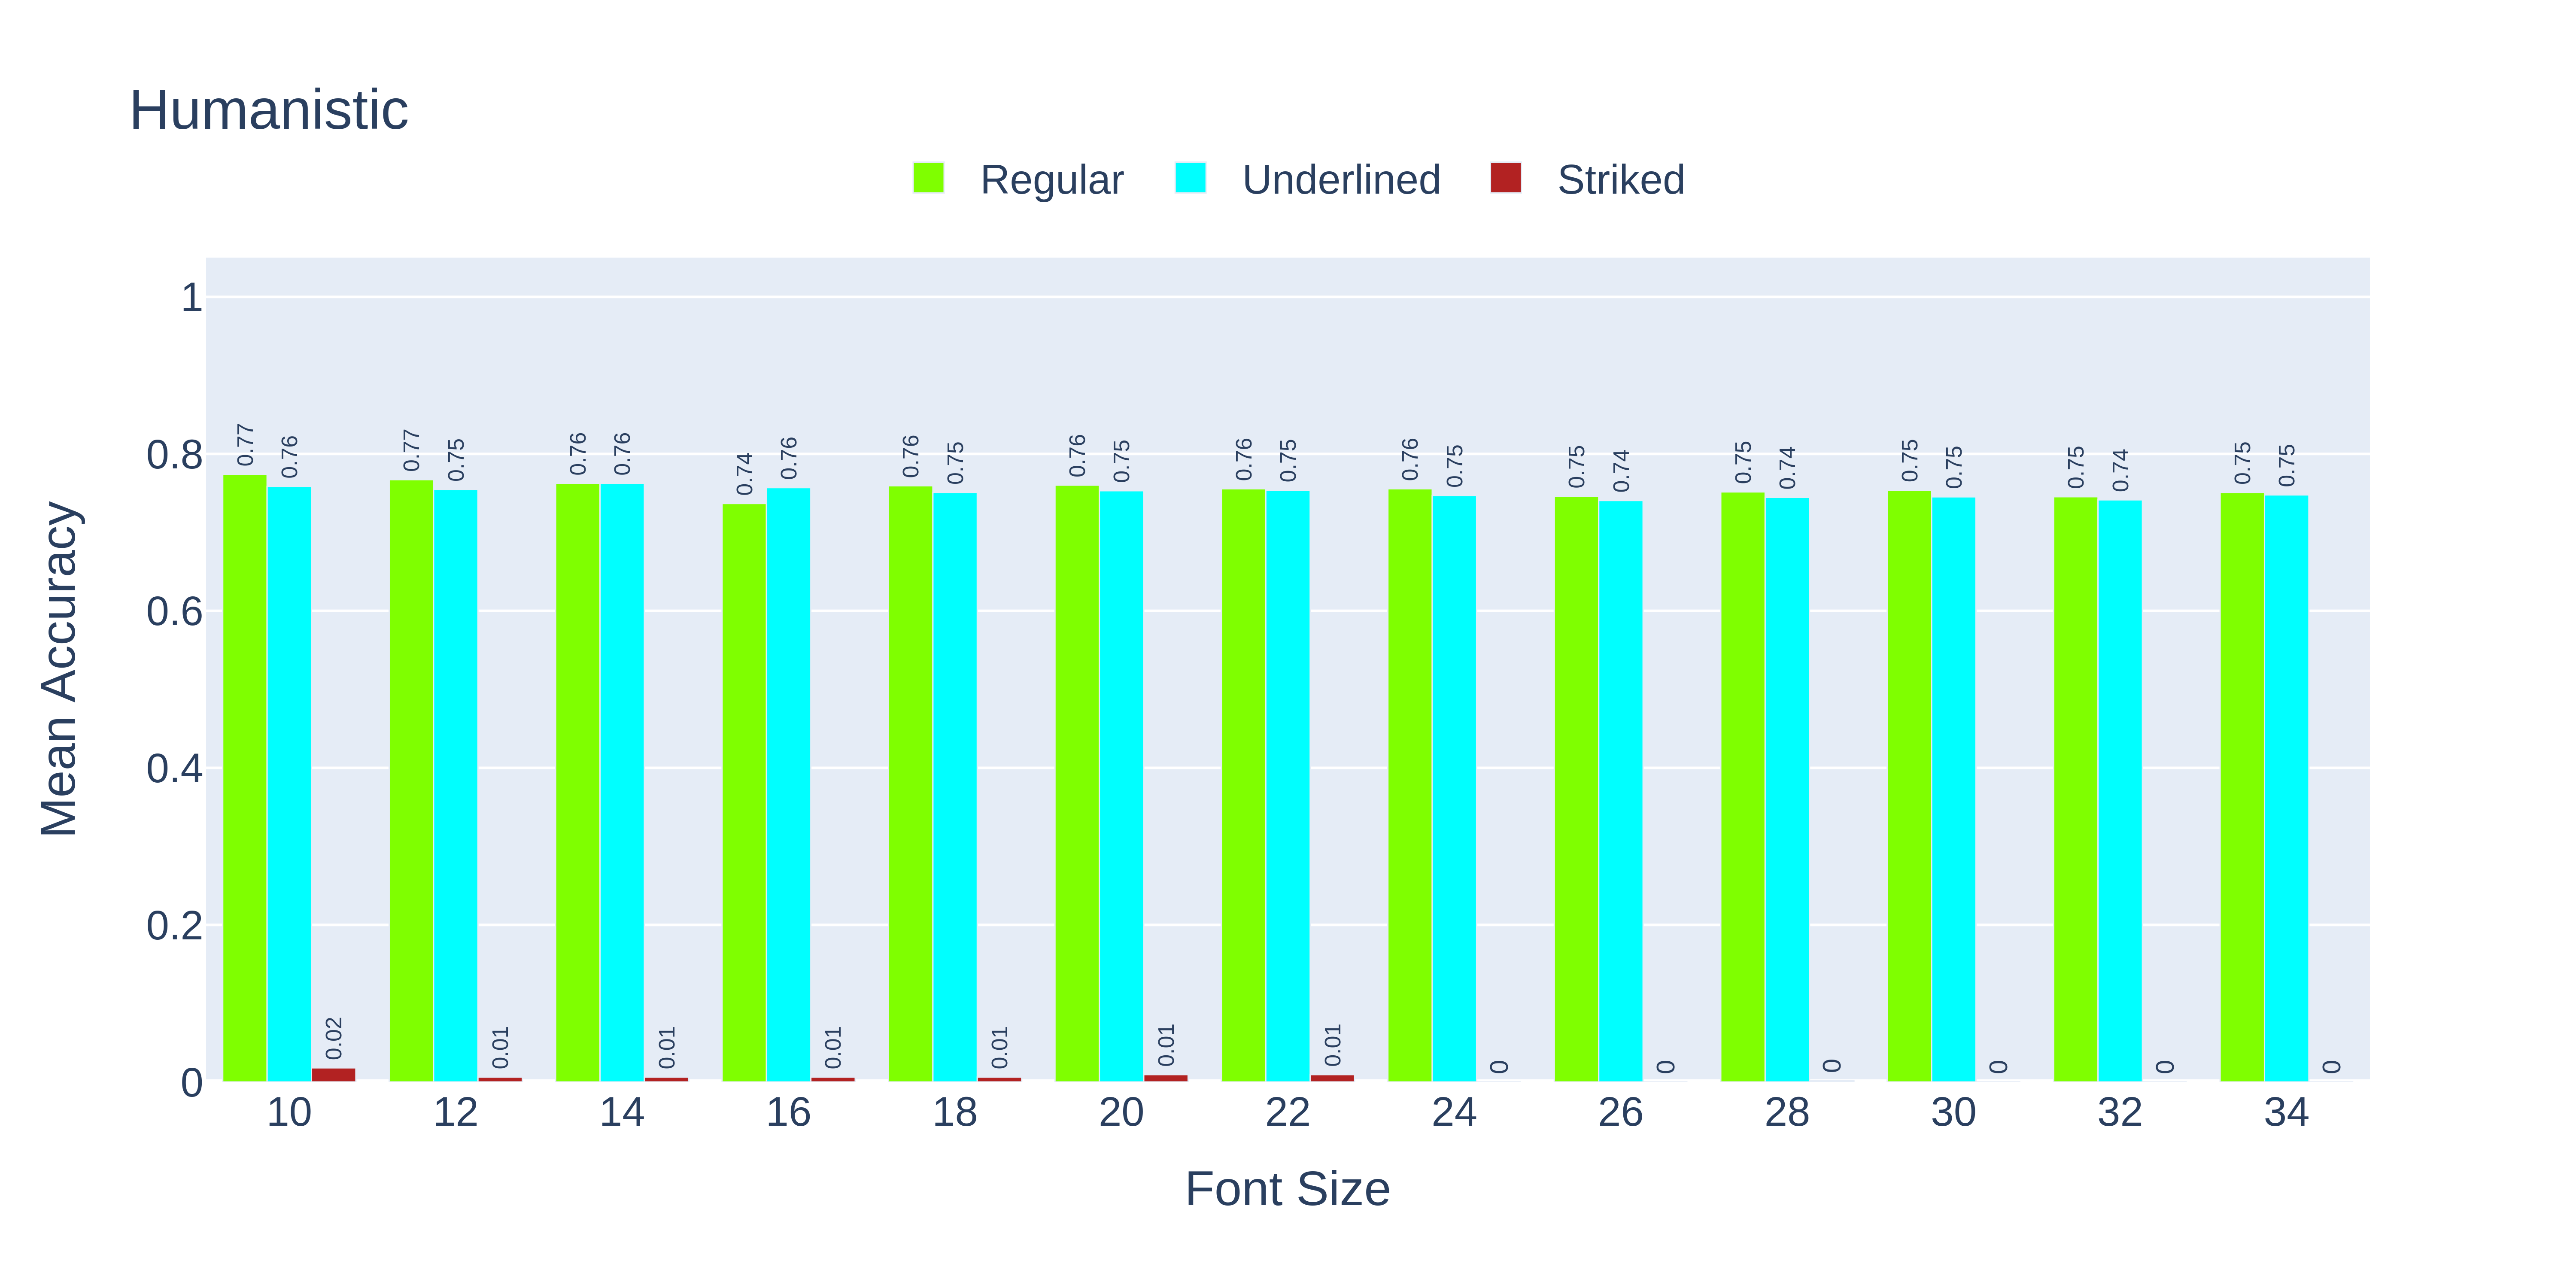 Humanistic
Regular Underlined Striked
Mean Accuracy
1
0.8
0.6
0.4
0.2
0
0.77 0.76 0.02
0.77 0.75 0.01
0.76 0.76 0.01
0.74 0.76 0.01
0.76 0.75 0.01
0.76 0.75 0.01
0.76 0.75 0.01
0.76 0.75 0
0.75 0.74 0
0.75 0.74 0
0.75 0.75 0
0.75 0.74 0
0.75 0.75 0
10 12 14 16 18 20 22 24 26 28 30 32 34
Font Size